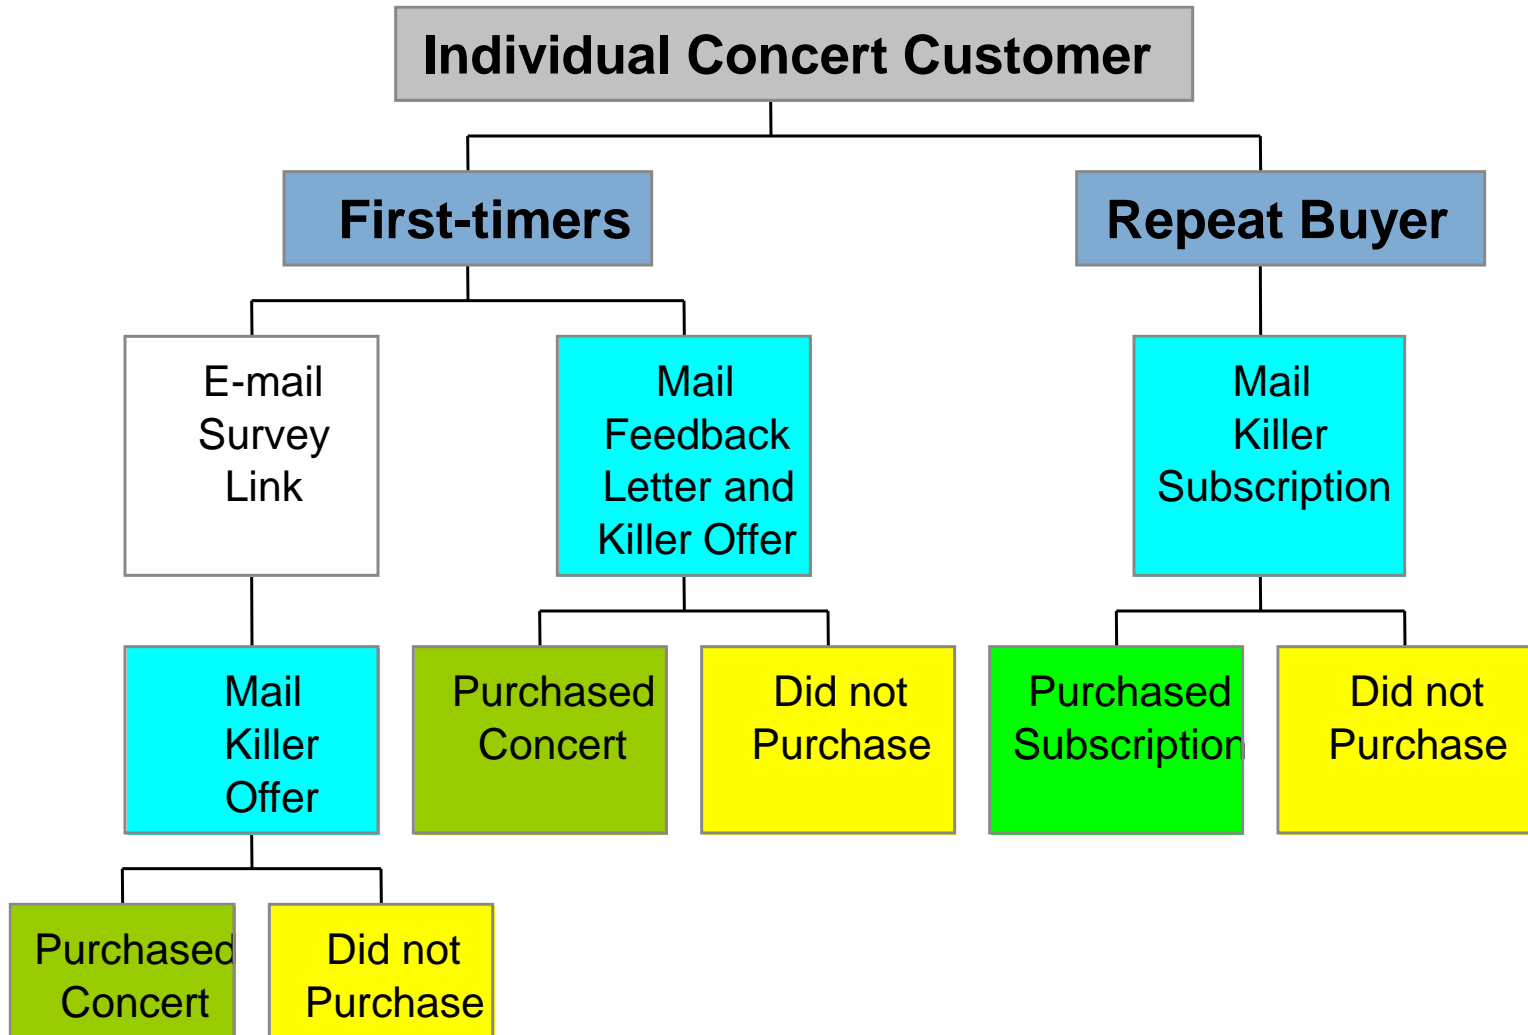 Individual Concert Customer
First-timers
Repeat Buyer
E-mail
Survey
Link
Mail
Feedback
Letter and
Killer Offer
Mail
Killer
Subscription
Mail
Killer
Offer
Purchased
Concert
Did not
Purchase
Purchased
Subscription
Did not
Purchase
Purchased
Concert
Did not
Purchase